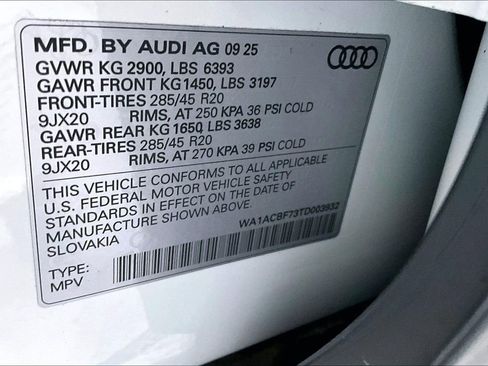 MFD. BY AUDI AG 09 25
GVWR KG 2900, LBS 6393
GAWR FRONT KG1450, LBS 3197
FRONT-TIRES 285/45 R20
9JX20 RIMS, AT 250 KPA 36 PSI COLD
GAWR REAR KG 1650, LBS 3638
REAR-TIRES 285/45 R20
9JX20 RIMS, AT 270 KPA 39 PSI COLD
THIS VEHICLE CONFORMS TO ALL APPLICABLE
U.S. FEDERAL MOTOR VEHICLE SAFETY
STANDARDS IN EFFECT ON THE DATE OF
MANUFACTURE SHOWN ABOVE.
SLOVAKIA
WA1ACBF73TD003932
TYPE:
MPV